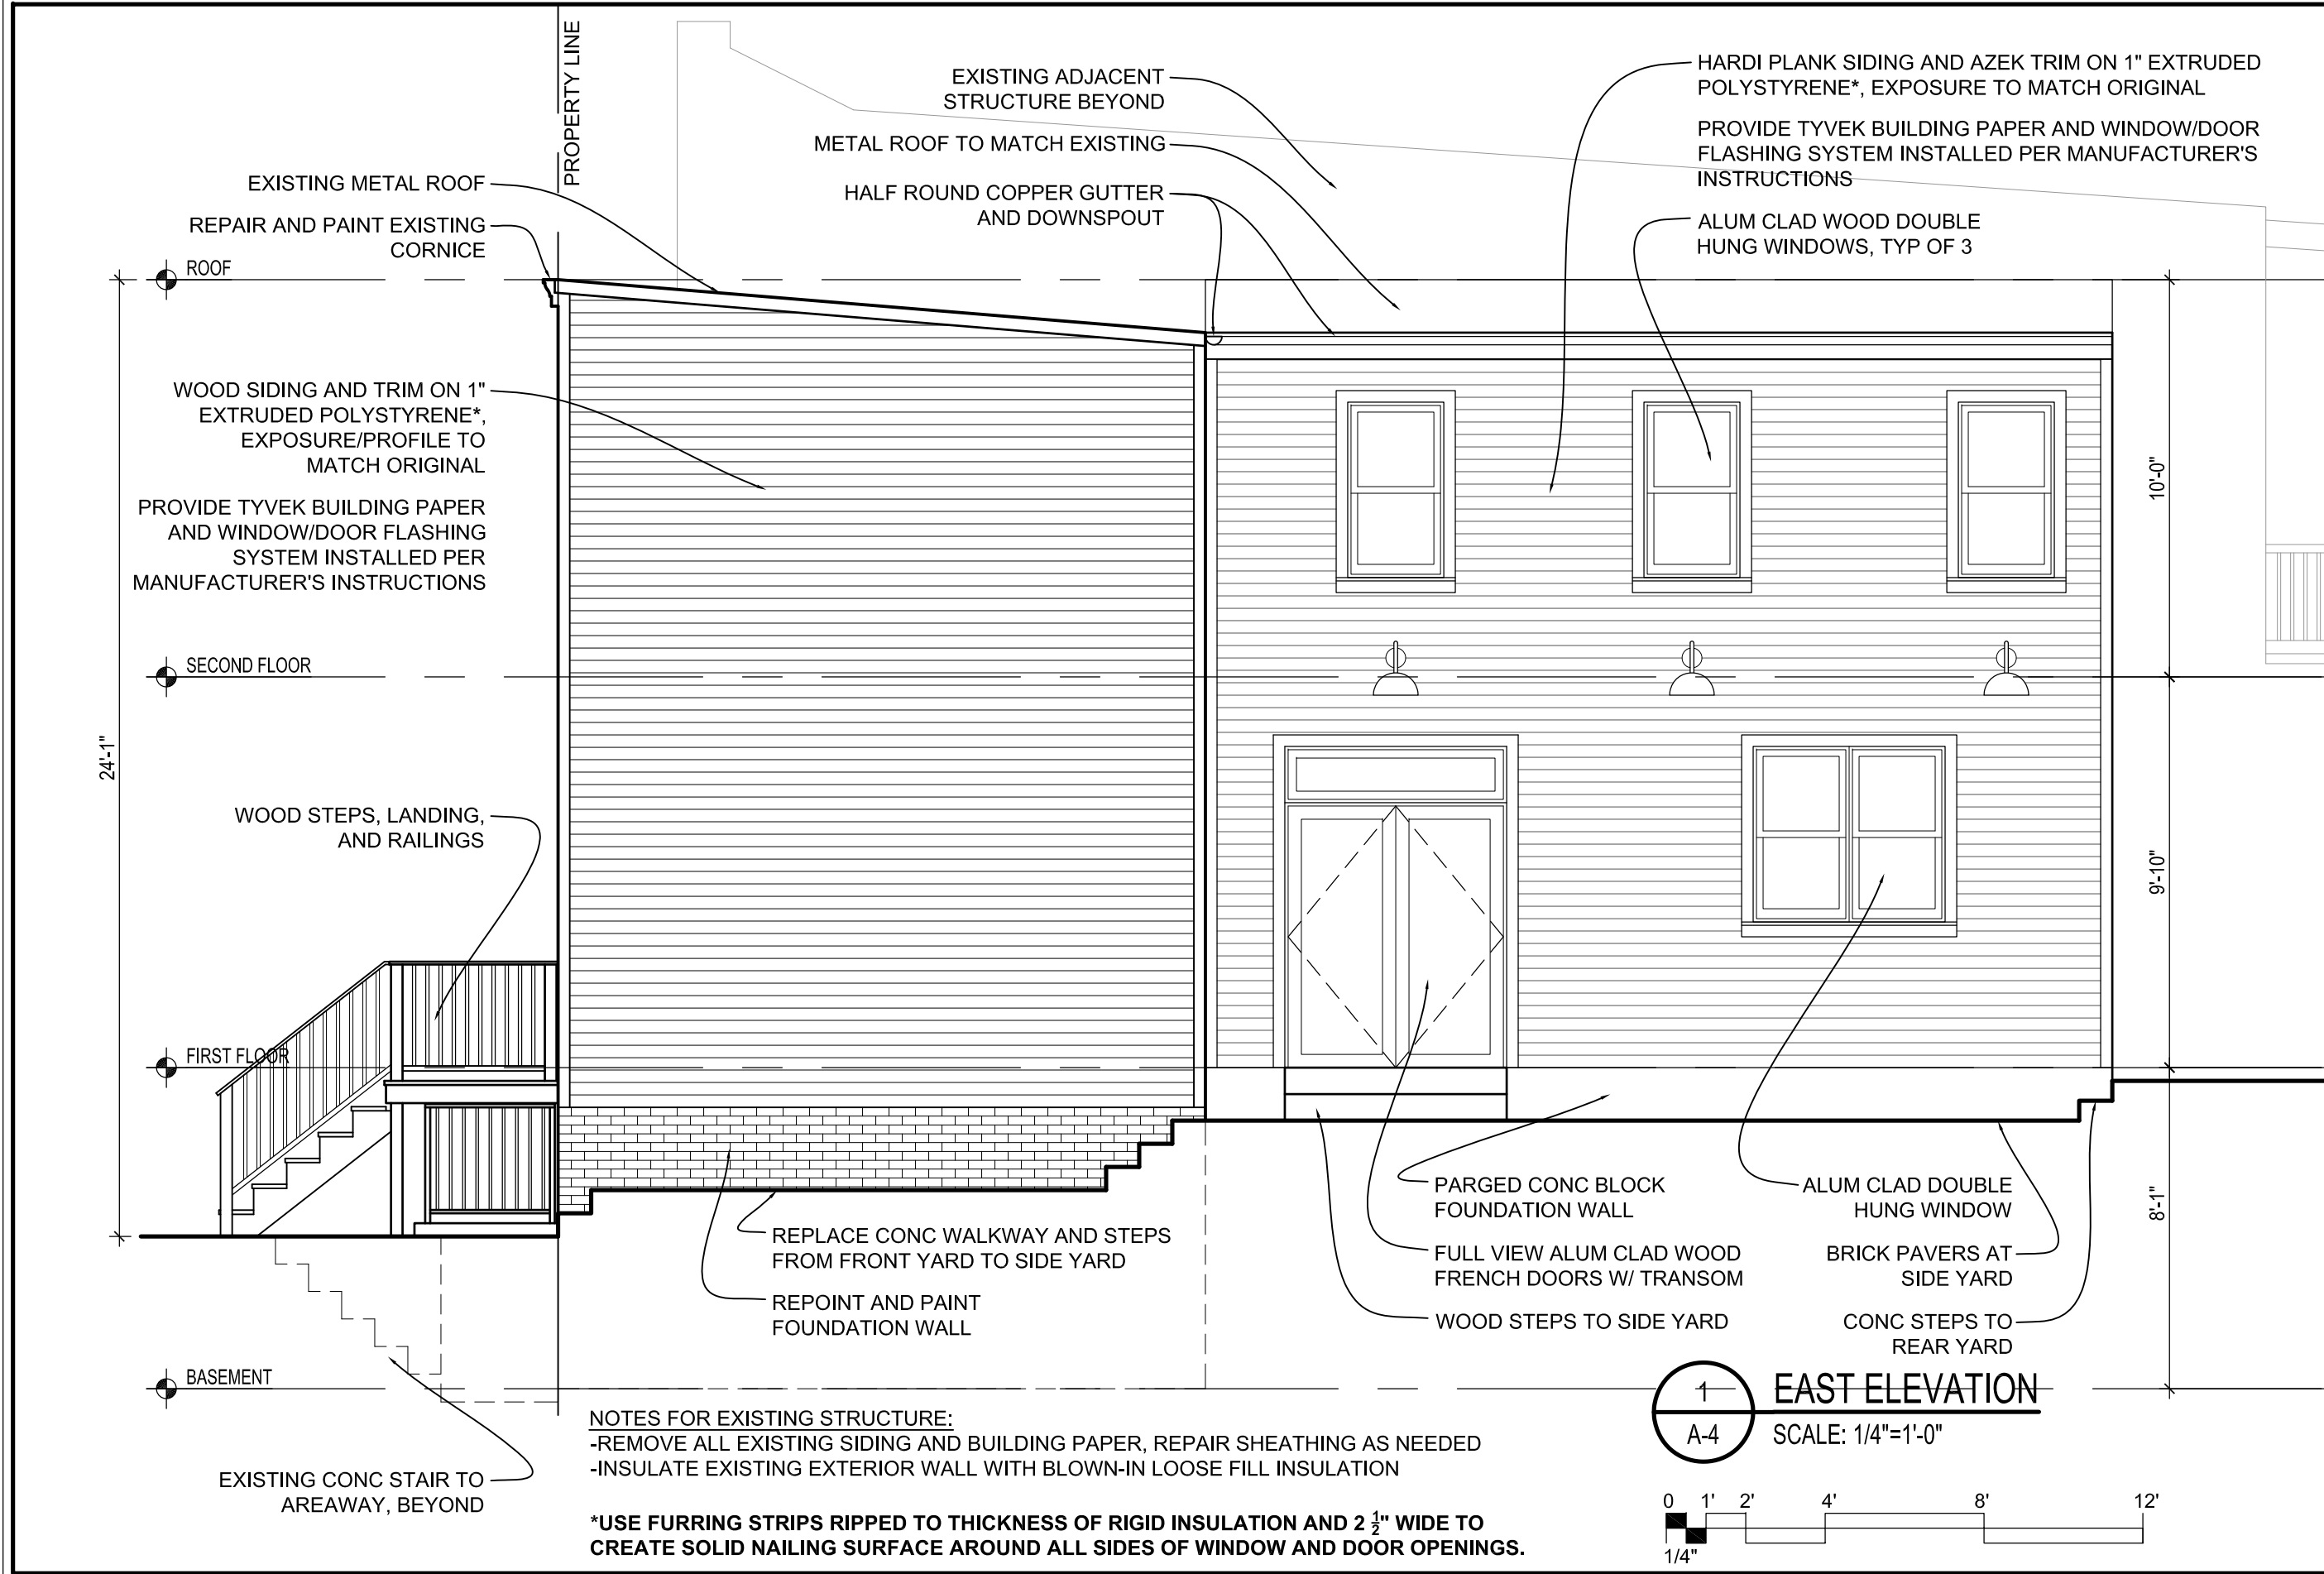 PROPERTY LINE
EXISTING ADJACENT
STRUCTURE BEYOND
METAL ROOF TO MATCH EXISTING
HALF ROUND COPPER GUTTER
AND DOWNSPOUT
HARDI PLANK SIDING AND AZEK TRIM ON 1" EXTRUDED
POLYSTYRENE*, EXPOSURE TO MATCH ORIGINAL
PROVIDE TYVEK BUILDING PAPER AND WINDOW/DOOR
FLASHING SYSTEM INSTALLED PER MANUFACTURER'S
INSTRUCTIONS
ALUM CLAD WOOD DOUBLE
HUNG WINDOWS, TYP OF 3
EXISTING METAL ROOF
REPAIR AND PAINT EXISTING
CORNICE
ROOF
WOOD SIDING AND TRIM ON 1"
EXTRUDED POLYSTYRENE*,
EXPOSURE/PROFILE TO
MATCH ORIGINAL
PROVIDE TYVEK BUILDING PAPER
AND WINDOW/DOOR FLASHING
SYSTEM INSTALLED PER
MANUFACTURER'S INSTRUCTIONS
10'-0"
SECOND FLOOR
24'-1"
WOOD STEPS, LANDING,
AND RAILINGS
9'-10"
FIRST FLOOR
8'-1"
REPLACE CONC WALKWAY AND STEPS
FROM FRONT YARD TO SIDE YARD
REPOINT AND PAINT
FOUNDATION WALL
PARGED CONC BLOCK
FOUNDATION WALL
FULL VIEW ALUM CLAD WOOD
FRENCH DOORS W/ TRANSOM
WOOD STEPS TO SIDE YARD
ALUM CLAD DOUBLE
HUNG WINDOW
BRICK PAVERS AT
SIDE YARD
CONC STEPS TO
REAR YARD
BASEMENT
EXISTING CONC STAIR TO
AREAWAY, BEYOND
NOTES FOR EXISTING STRUCTURE:
-REMOVE ALL EXISTING SIDING AND BUILDING PAPER, REPAIR SHEATHING AS NEEDED
-INSULATE EXISTING EXTERIOR WALL WITH BLOWN-IN LOOSE FILL INSULATION
*USE FURRING STRIPS RIPPED TO THICKNESS OF RIGID INSULATION AND 2 1/2" WIDE TO
CREATE SOLID NAILING SURFACE AROUND ALL SIDES OF WINDOW AND DOOR OPENINGS.
1
A-4
EAST ELEVATION
SCALE: 1/4"=1'-0"
0 1' 2' 4' 8' 12'
1/4"